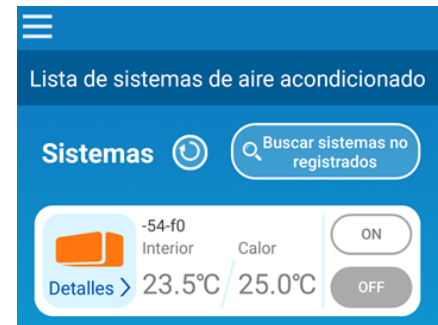 Lista de sistemas de aire acondicionado
Sistemas
Buscar sistemas no
registrados
-54-f0
Interior Calor
ON
Detalles > 23.5℃ 25.0℃
OFF